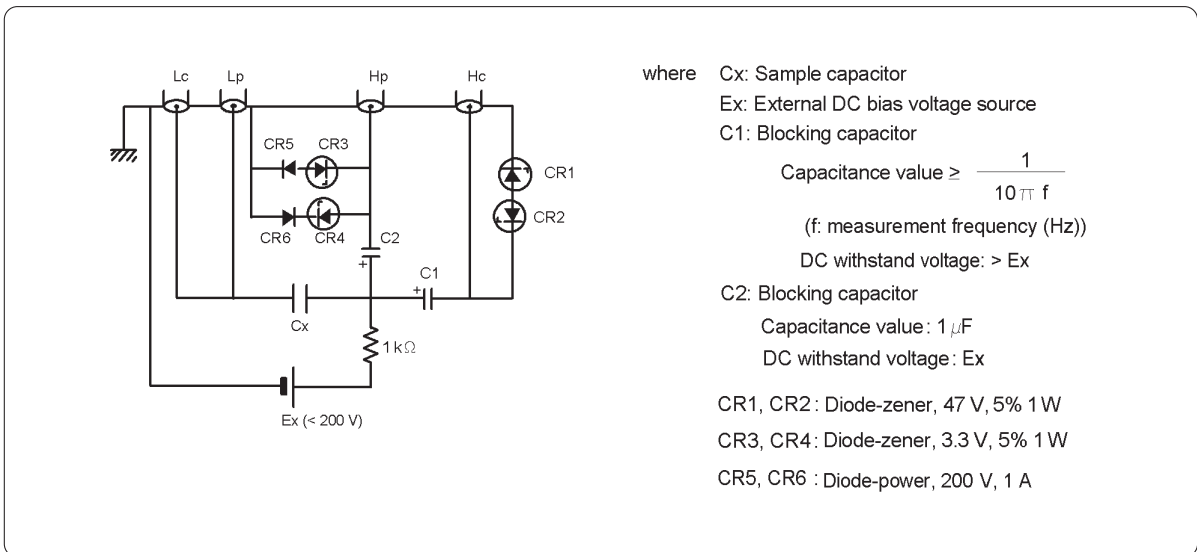 Lc Lp Hp Hc
CR5 CR3
CR1
CR2
CR6 CR4
C2
+
C1
+
Cx
1 kΩ
Ex (< 200 V)
where Cx: Sample capacitor
Ex: External DC bias voltage source
C1: Blocking capacitor
Capacitance value ≥ 1
10π f
(f: measurement frequency (Hz))
DC withstand voltage: > Ex
C2: Blocking capacitor
Capacitance value: 1 μF
DC withstand voltage: Ex
CR1, CR2: Diode-zener, 47 V, 5% 1 W
CR3, CR4: Diode-zener, 3.3 V, 5% 1 W
CR5, CR6 : Diode-power, 200 V, 1 A